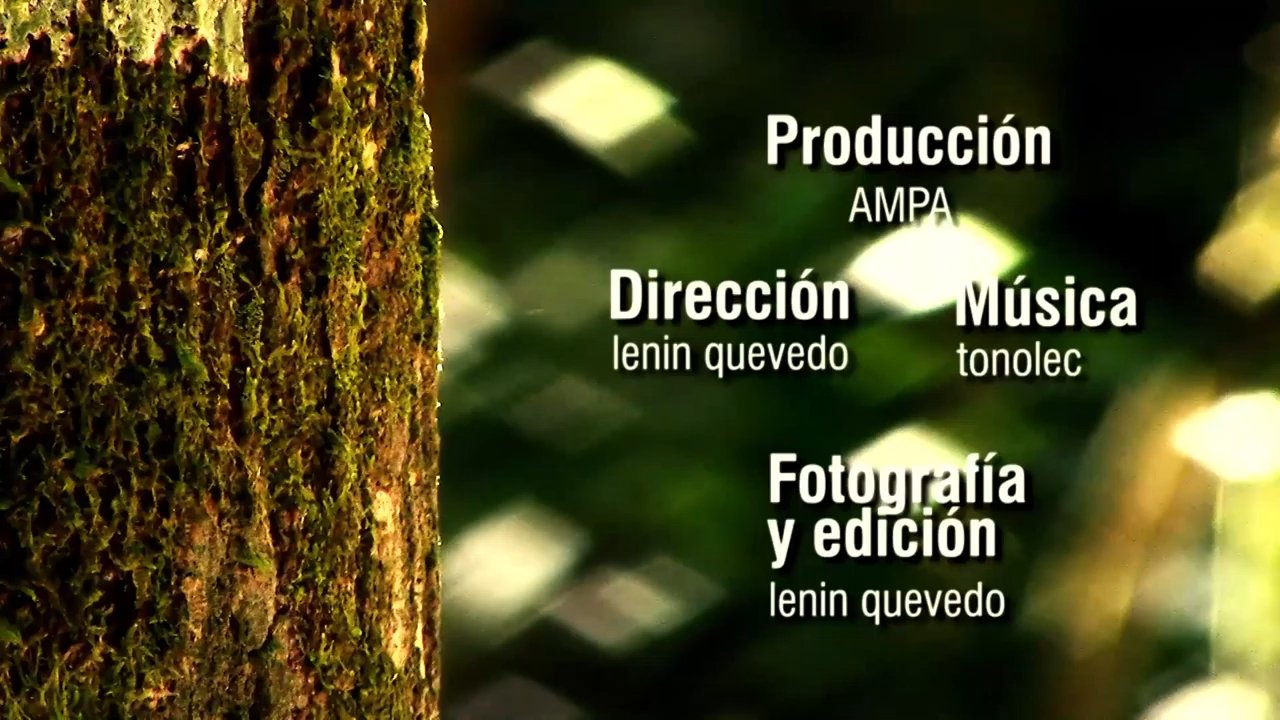 Producción
AMPA
Dirección
lenin quevedo
Música
tonolec
Fotografía
y edición
lenin quevedo